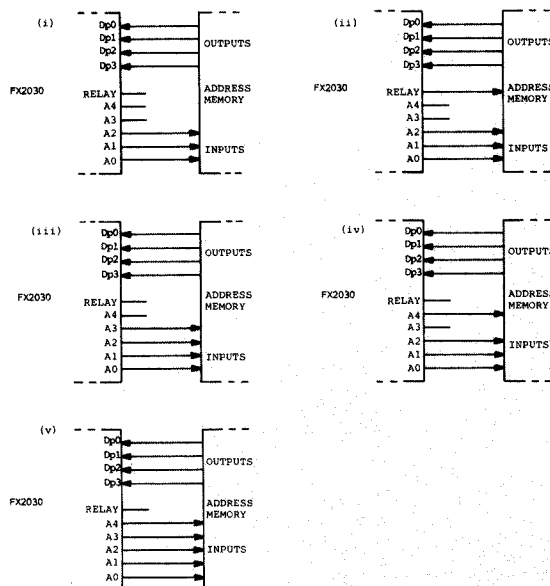 (i)
Dp0
Dp1
Dp2
Dp3
OUTPUTS
FX2030
RELAY
A4
A3
A2
A1
A0
ADDRESS
MEMORY
INPUTS
(ii)
Dp0
Dp1
Dp2
Dp3
OUTPUTS
FX2030
RELAY
A4
A3
A2
A1
A0
ADDRESS
MEMORY
INPUTS
(iii)
Dp0
Dp1
Dp2
Dp3
OUTPUTS
FX2030
RELAY
A4
A3
A2
A1
A0
ADDRESS
MEMORY
INPUTS
(iv)
Dp0
Dp1
Dp2
Dp3
OUTPUTS
FX2030
RELAY
A4
A3
A2
A1
A0
ADDRESS
MEMORY
INPUTS
(v)
Dp0
Dp1
Dp2
Dp3
OUTPUTS
FX2030
RELAY
A4
A3
A2
A1
A0
ADDRESS
MEMORY
INPUTS